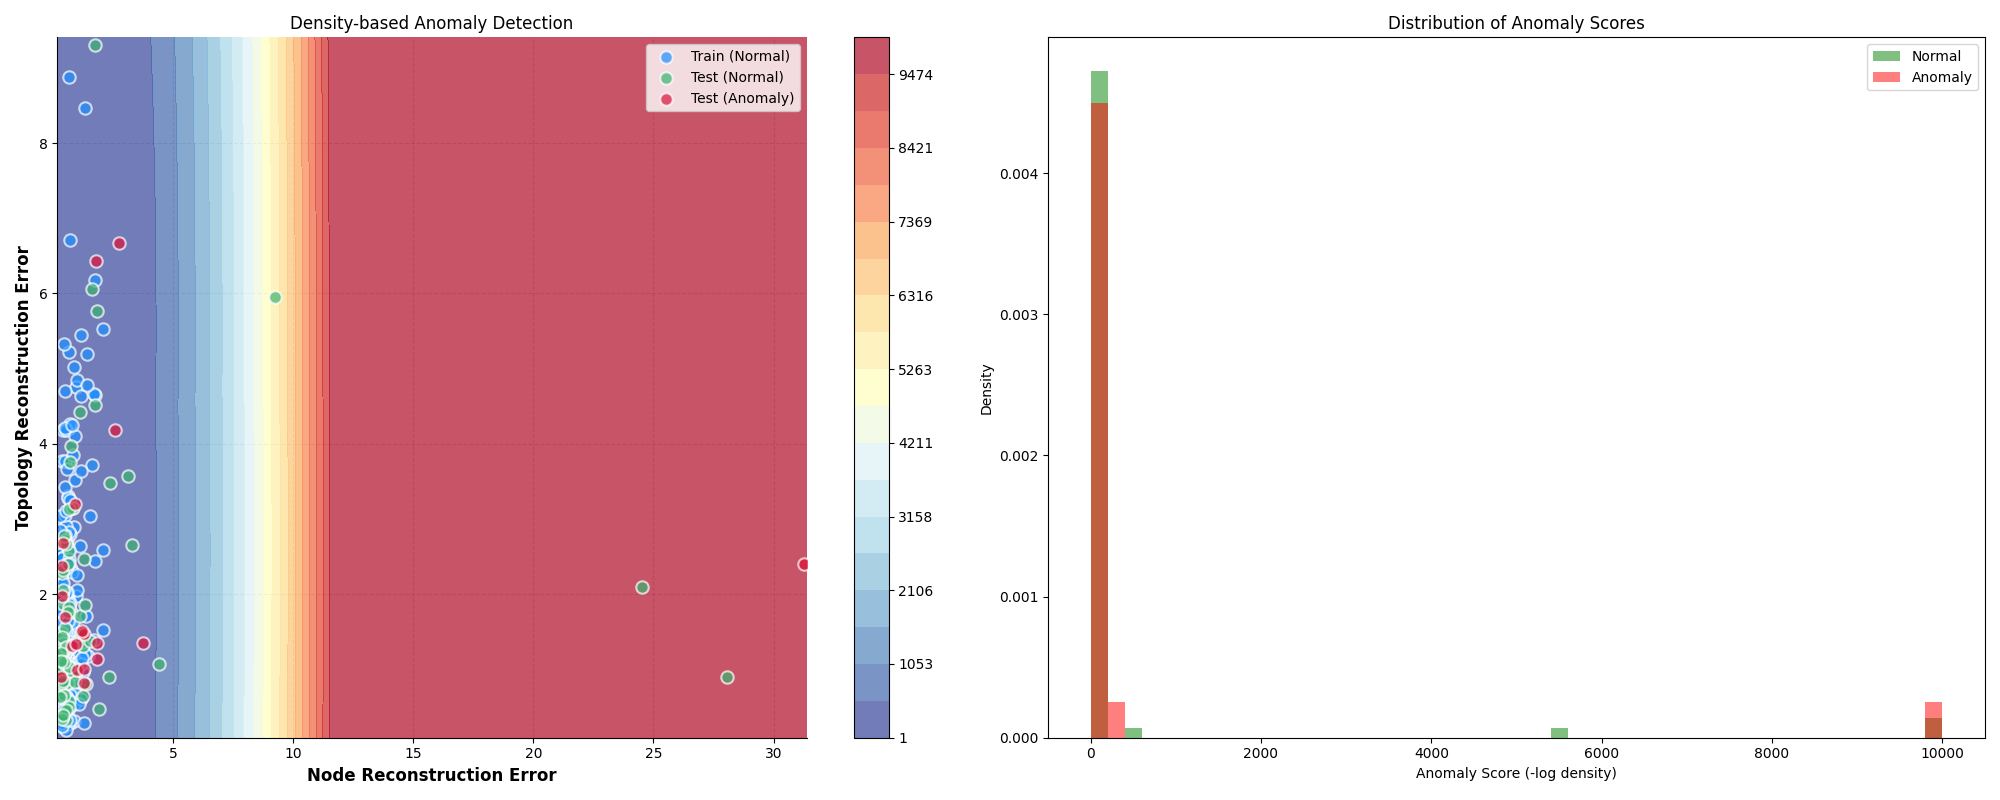 Density-based Anomaly Detection
Train (Normal)
Test (Normal)
Test (Anomaly)
8
6
4
2
5
10
15
20
25
30
Topology Reconstruction Error
Node Reconstruction Error
9474
8421
7369
6316
5263
4211
3158
2106
1053
1
Distribution of Anomaly Scores
Normal
Anomaly
0.004
0.003
0.002
0.001
0.000
Density
0
2000
4000
6000
8000
10000
Anomaly Score (-log density)